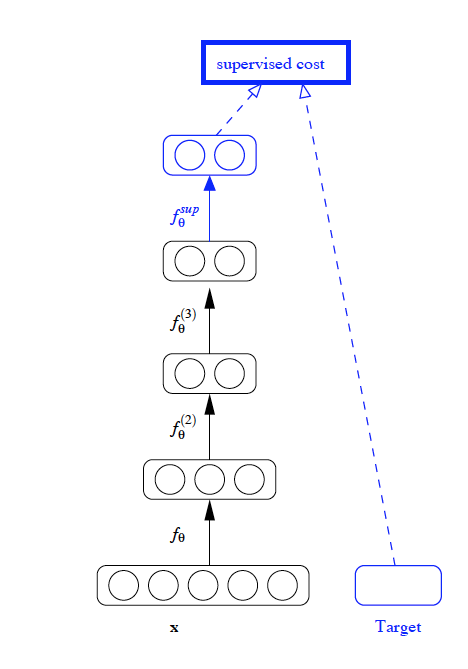 supervised cost
f_θ^sup
f_θ^(3)
f_θ^(2)
f_θ
x
Target